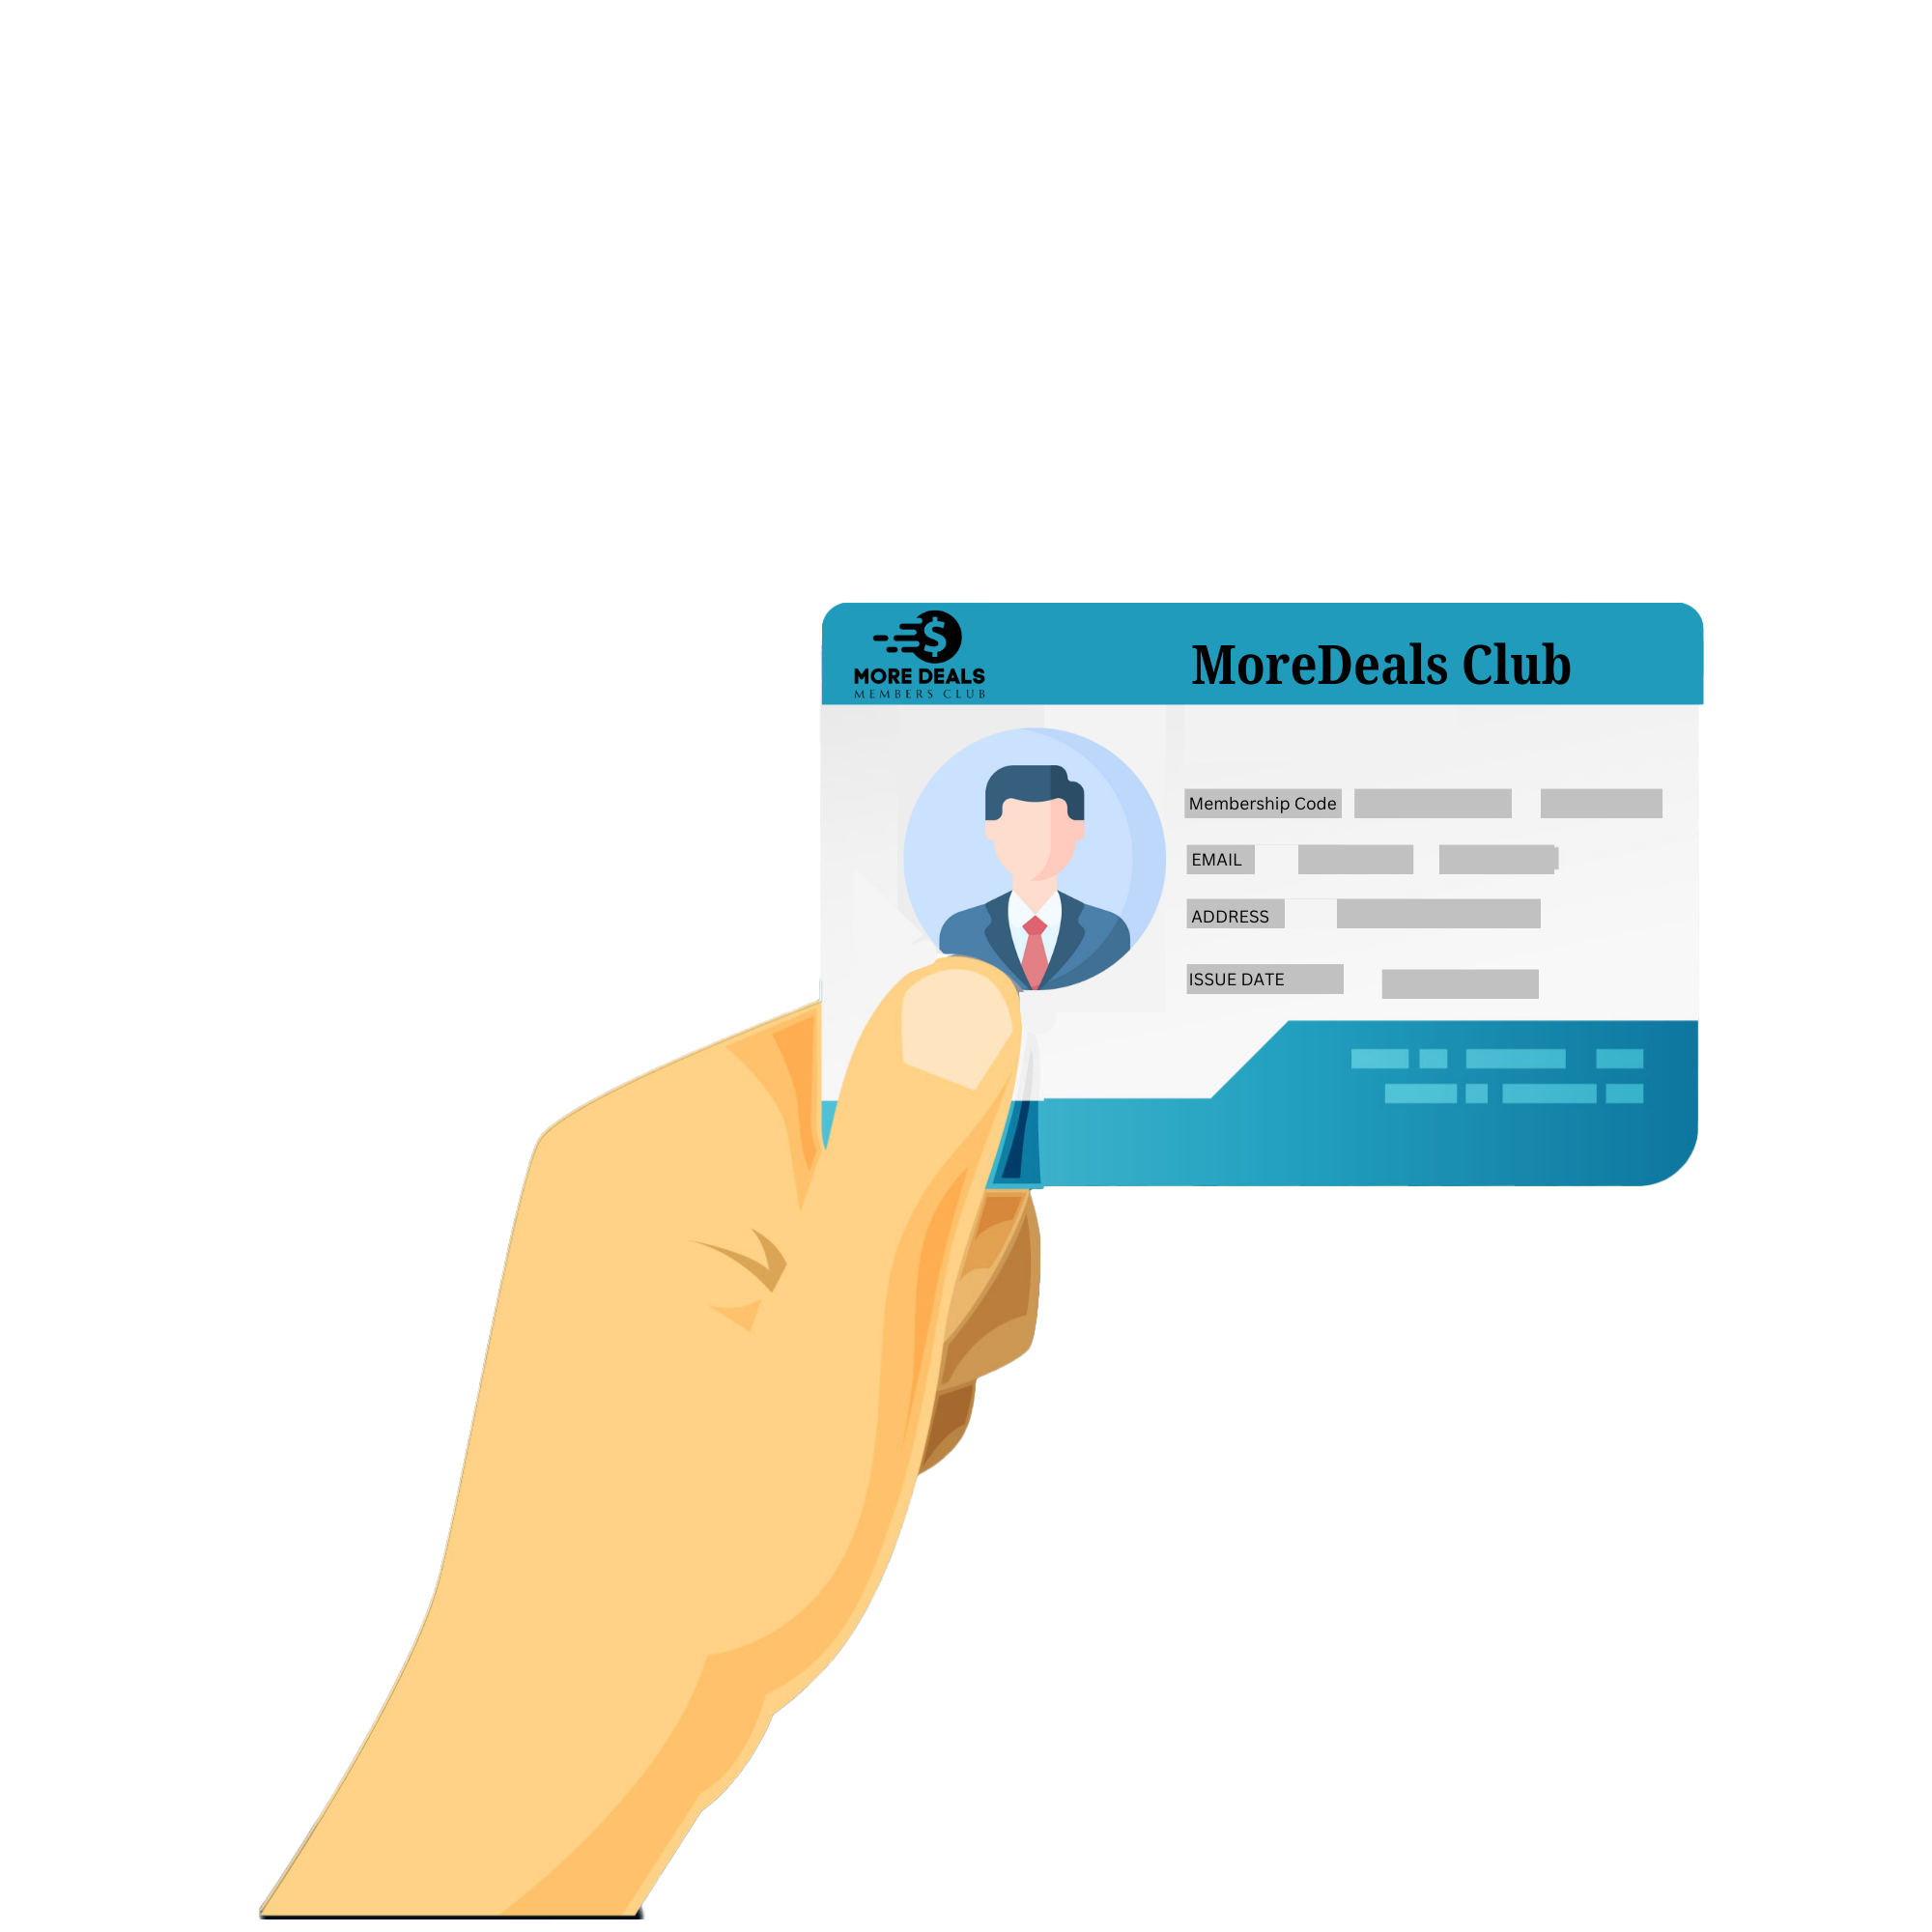 MORE DEALS
MEMBERS CLUB
MoreDeals Club
Membership Code
EMAIL
ADDRESS
ISSUE DATE